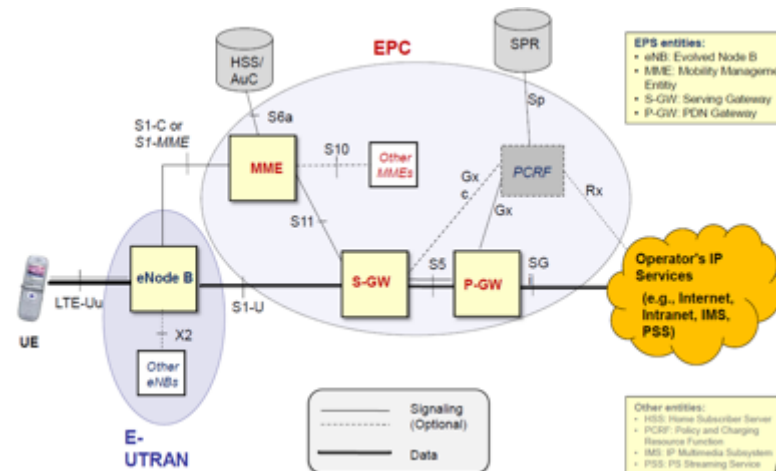 EPC
HSS/
AuC
SPR
EPS entities:
• eNB: Evolved Node B
• MME: Mobility Manageme
Entitiy
• S-GW: Serving Gateway
• P-GW: PDN Gateway
S6a
Sp
S1-C or
S1-MME
MME
S10
Other
MMEs
PCRF
Gx
c
Gx
Rx
S11
eNode B
S-GW
S5
P-GW
SG
Operator's IP
Services
(e.g., Internet,
Intranet, IMS,
PSS)
LTE-Uu
S1-U
UE
X2
Other
eNBs
E-
UTRAN
Signaling
(Optional)
Data
Other entities:
• HSS: Home Subscriber Server
• PCRF: Policy and Charging
Resource Function
• IMS: IP Multimedia Subsystem
• PSS: PS Streaming Service